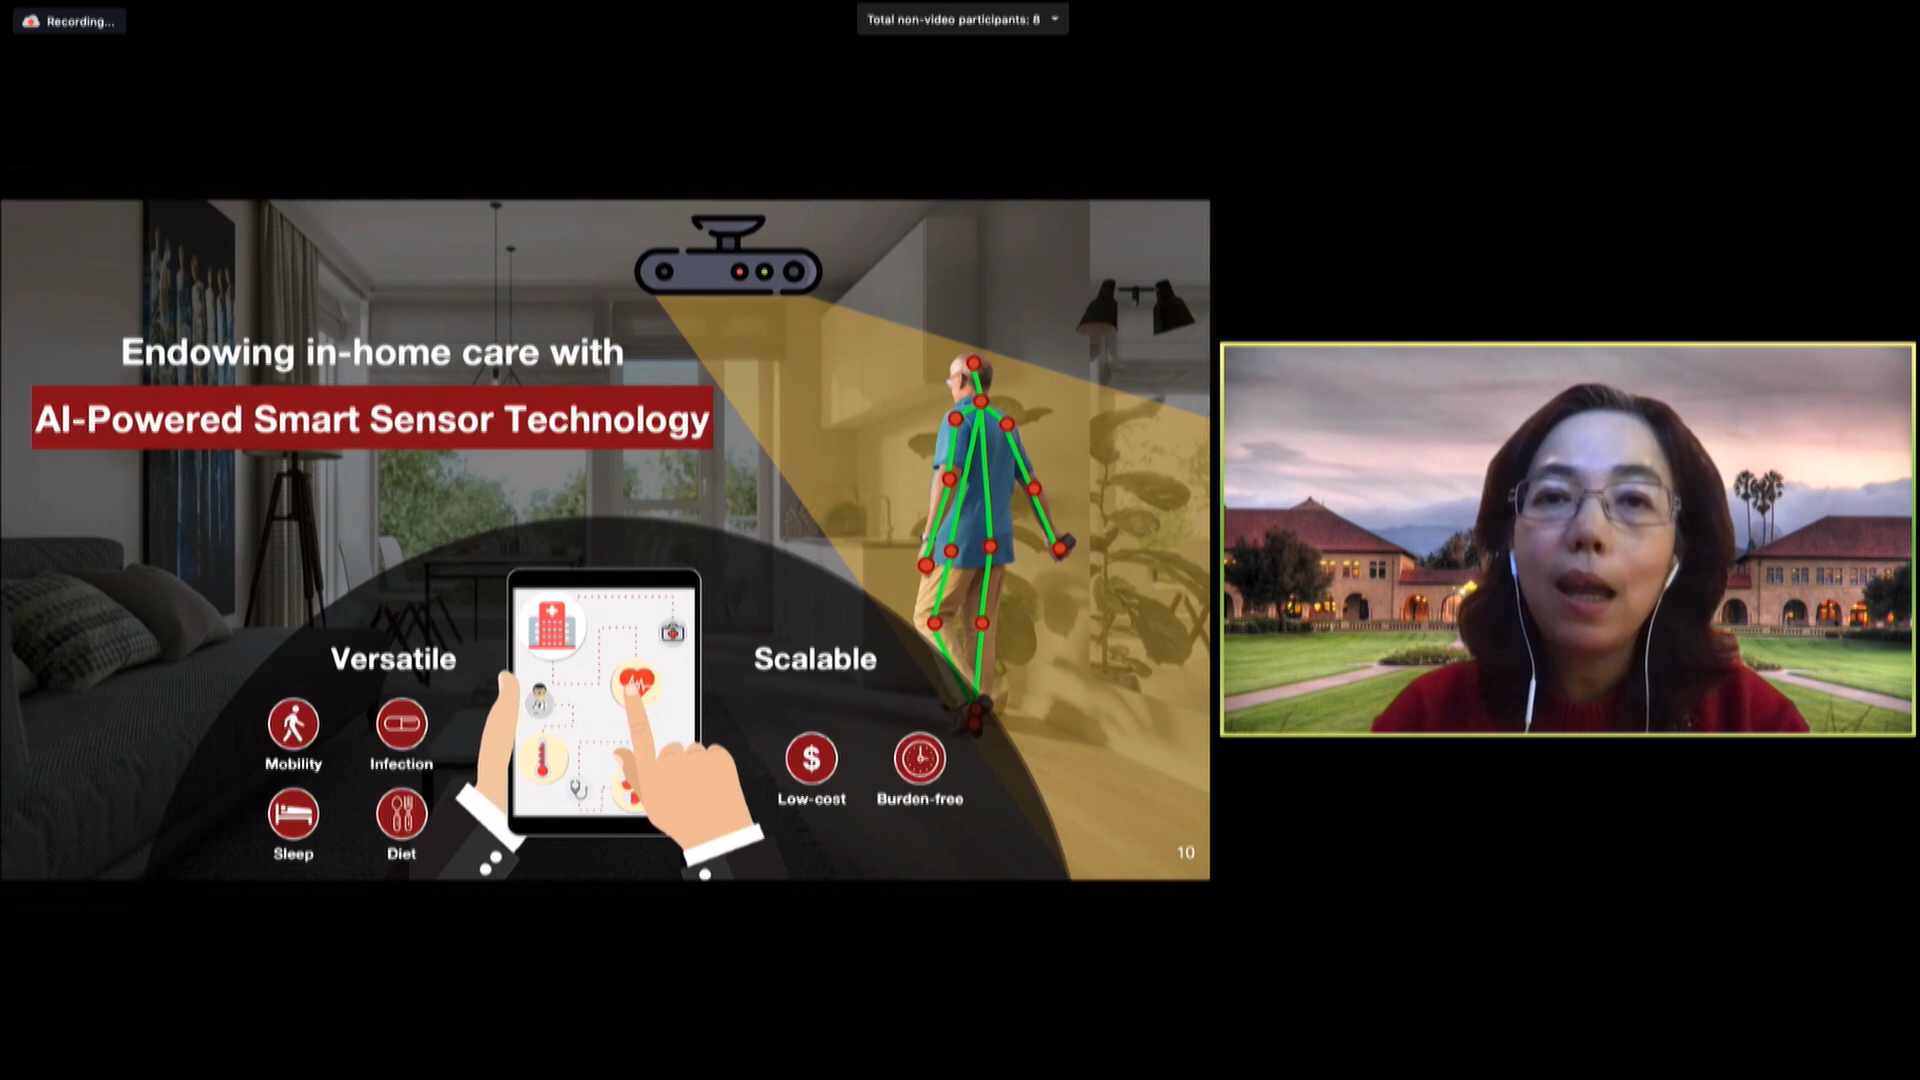 Recording...
Total non-video participants: 8
Endowing in-home care with
AI-Powered Smart Sensor Technology
Versatile
Mobility
Infection
Sleep
Diet
Scalable
$
Low-cost
Burden-free
10